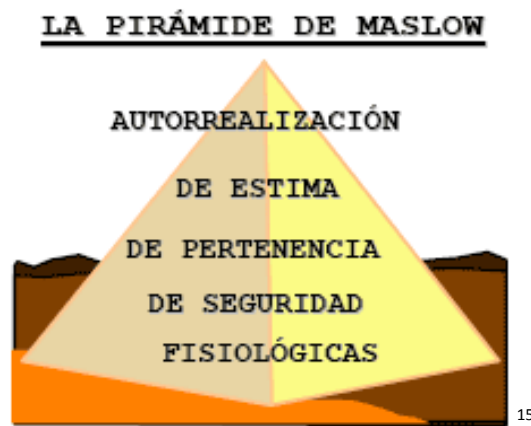 LA PIRÁMIDE DE MASLOW
AUTORREALIZACIÓN
DE ESTIMA
DE PERTENENCIA
DE SEGURIDAD
FISIOLÓGICAS
15